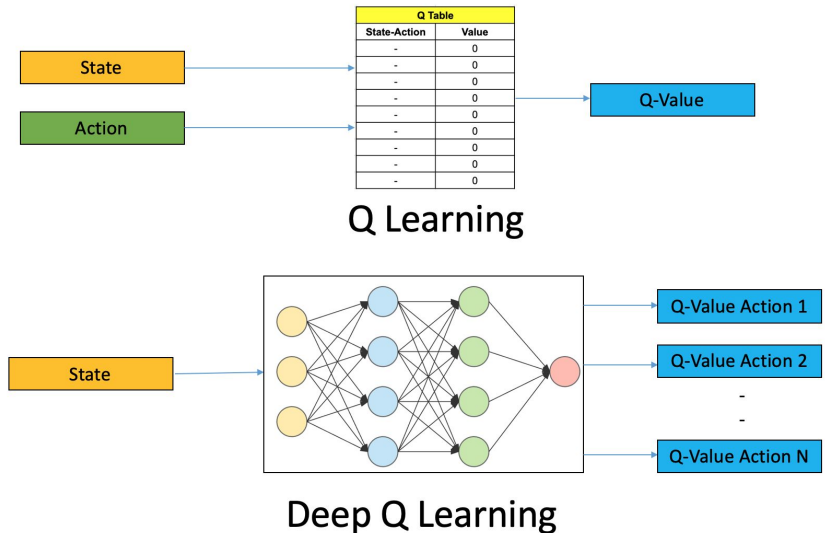 Q Table
State-Action Value
- 0
- 0
- 0
- 0
- 0
- 0
- 0
- 0
- 0
State
Action
Q-Value
Q Learning
State
Q-Value Action 1
Q-Value Action 2
-
-
Q-Value Action N
Deep Q Learning